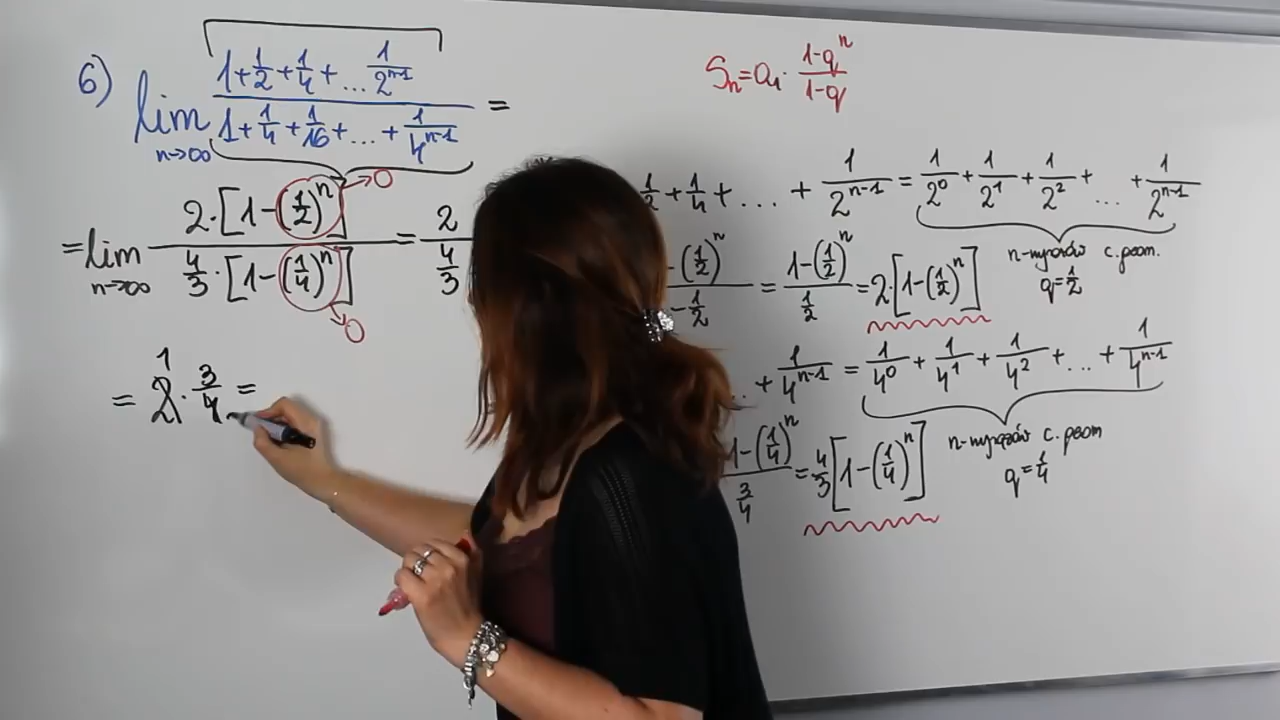 6) lim n→∞ (1+1/2+1/4+...1/2^(n-1)) / (1+1/4+1/16+...+1/4^(n-1)) =
= lim n→∞ (2·[1-(1/2)^n]) / (4/3·[1-(1/4)^n]) = 2 / (4/3)
→0
→0
= 2·3/4 =
1
Sn=a1·(1-q^n)/(1-q)
1/2+1/4+...+1/2^(n-1) = 1/2^0+1/2^1+1/2^2+...+1/2^(n-1)
n-wyrazów c. geom.
q=1/2
-(1/2)^n / -1/2 = (1-(1/2)^n) / (1/2) = 2·[1-(1/2)^n]
..+1/4^(n-1) = 1/4^0+1/4^1+1/4^2+...+1/4^(n-1)
n-wyrazów c. geom
q=1/4
(1-(1/4)^n) / (3/4) = 4/3[1-(1/4)^n]